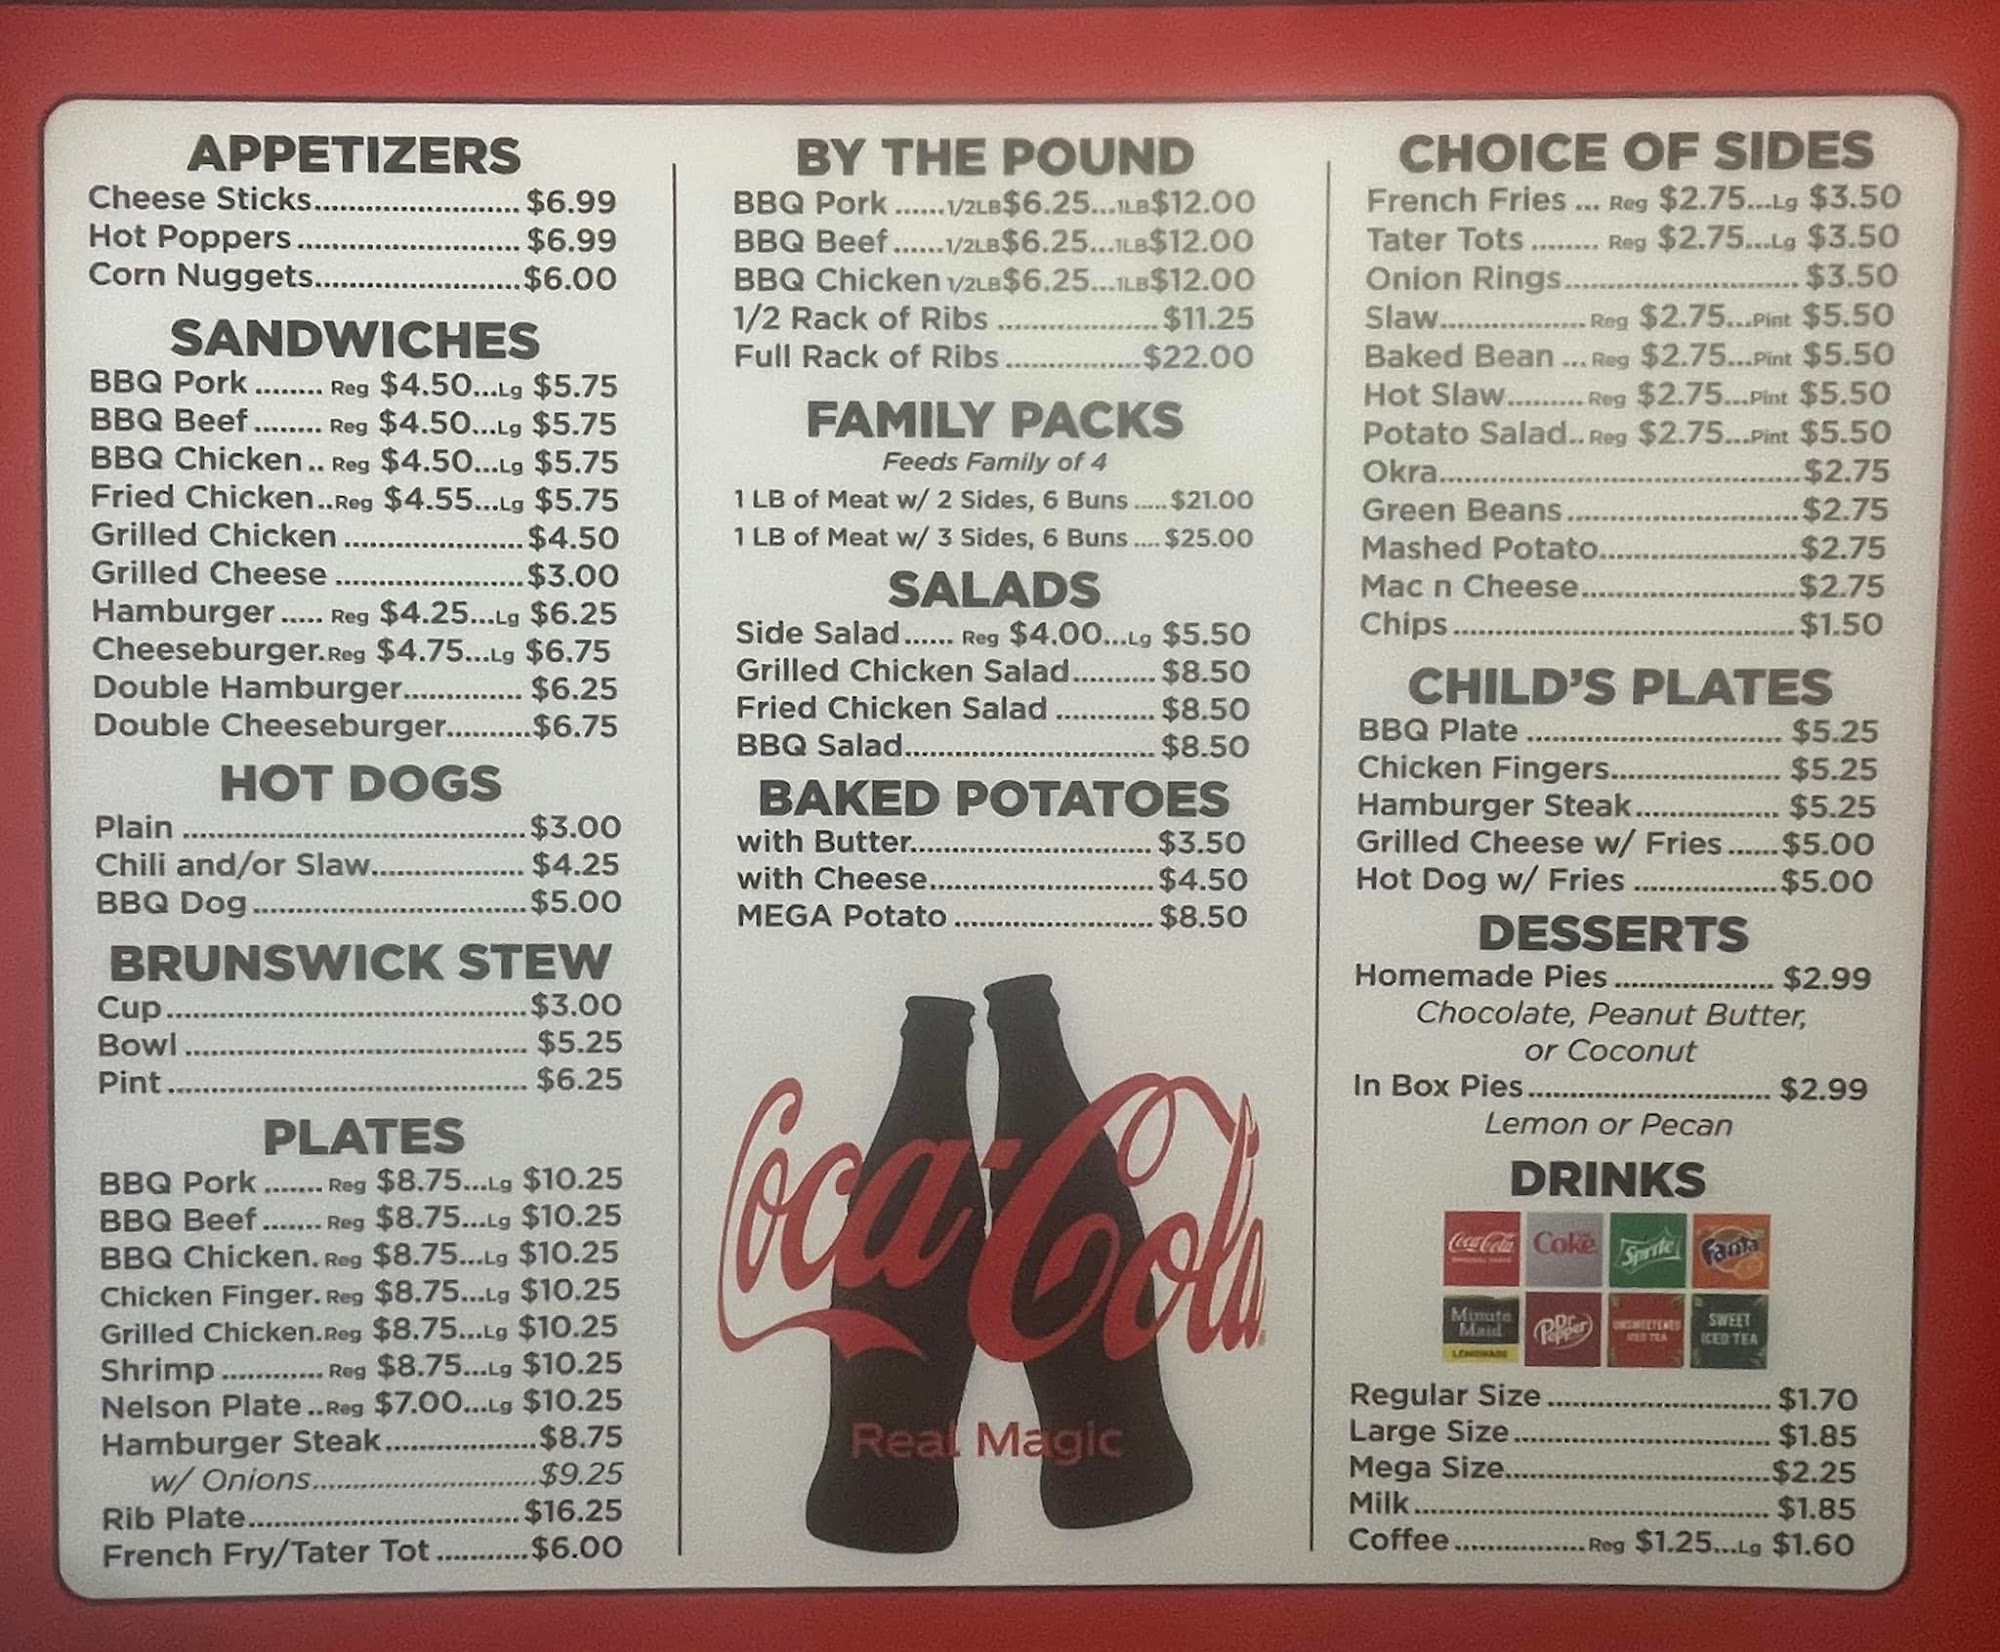 APPETIZERS
Cheese Sticks........................ $6.99
Hot Poppers.......................... $6.99
Corn Nuggets........................$6.00
SANDWICHES
BBQ Pork ........ Reg $4.50...Lg $5.75
BBQ Beef ........ Reg $4.50...Lg $5.75
BBQ Chicken .. Reg $4.50...Lg $5.75
Fried Chicken..Reg $4.55...Lg $5.75
Grilled Chicken .....................$4.50
Grilled Cheese ......................$3.00
Hamburger ..... Reg $4.25...Lg $6.25
Cheeseburger.Reg $4.75...Lg $6.75
Double Hamburger.............. $6.25
Double Cheeseburger..........$6.75
HOT DOGS
Plain ........................................$3.00
Chili and/or Slaw.................. $4.25
BBQ Dog................................$5.00
BRUNSWICK STEW
Cup..........................................$3.00
Bowl ........................................ $5.25
Pint .......................................... $6.25
PLATES
BBQ Pork ....... Reg $8.75...Lg $10.25
BBQ Beef ....... Reg $8.75...Lg $10.25
BBQ Chicken. Reg $8.75...Lg $10.25
Chicken Finger. Reg $8.75...Lg $10.25
Grilled Chicken.Reg $8.75...Lg $10.25
Shrimp ............ Reg $8.75...Lg $10.25
Nelson Plate ..Reg $7.00...Lg $10.25
Hamburger Steak..................$8.75
w/ Onions..........................$9.25
Rib Plate................................ $16.25
French Fry/Tater Tot ...........$6.00
BY THE POUND
BBQ Pork ......1/2LB$6.25...1LB$12.00
BBQ Beef......1/2LB$6.25...1LB$12.00
BBQ Chicken 1/2LB$6.25...1LB$12.00
1/2 Rack of Ribs ...................$11.25
Full Rack of Ribs ................$22.00
FAMILY PACKS
Feeds Family of 4
1 LB of Meat w/ 2 Sides, 6 Buns .....$21.00
1 LB of Meat w/ 3 Sides, 6 Buns .... $25.00
SALADS
Side Salad...... Reg $4.00...Lg $5.50
Grilled Chicken Salad.......... $8.50
Fried Chicken Salad ............ $8.50
BBQ Salad.............................. $8.50
BAKED POTATOES
with Butter............................ $3.50
with Cheese.......................... $4.50
MEGA Potato ........................ $8.50
Coca-Cola
Real Magic
CHOICE OF SIDES
French Fries ... Reg $2.75...Lg $3.50
Tater Tots ........ Reg $2.75...Lg $3.50
Onion Rings........................... $3.50
Slaw................. Reg $2.75...Pint $5.50
Baked Bean ... Reg $2.75...Pint $5.50
Hot Slaw......... Reg $2.75...Pint $5.50
Potato Salad.. Reg $2.75...Pint $5.50
Okra..........................................$2.75
Green Beans...........................$2.75
Mashed Potato.......................$2.75
Mac n Cheese.........................$2.75
Chips ........................................$1.50
CHILD'S PLATES
BBQ Plate .............................. $5.25
Chicken Fingers.................... $5.25
Hamburger Steak................. $5.25
Grilled Cheese w/ Fries ......$5.00
Hot Dog w/ Fries .................$5.00
DESSERTS
Homemade Pies ................... $2.99
Chocolate, Peanut Butter,
or Coconut
In Box Pies............................. $2.99
Lemon or Pecan
DRINKS
Coca-Cola
ORIGINAL TASTE
Coke
Sprite
Fanta
Minute
Maid
LEMONADE
Dr Pepper
UNSWEETENED
ICED TEA
SWEET
ICED TEA
Regular Size .......................... $1.70
Large Size.............................. $1.85
Mega Size...............................$2.25
Milk .......................................... $1.85
Coffee ................Reg $1.25...Lg $1.60